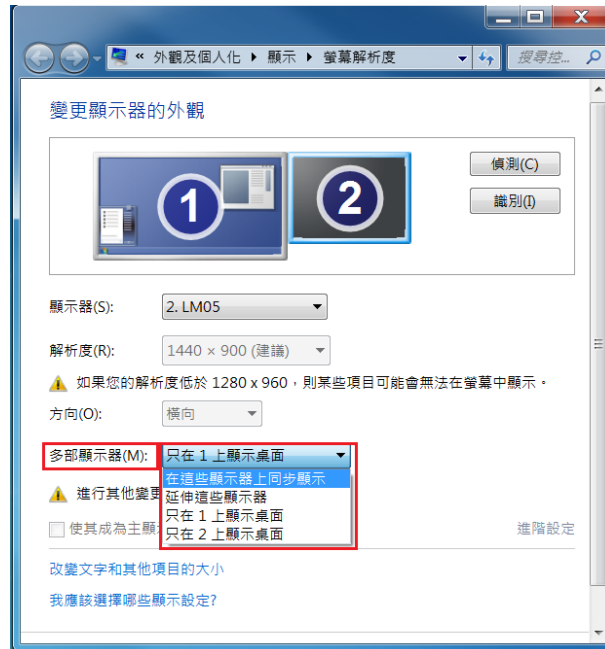 « 外觀及個人化 ▸ 顯示 ▸ 螢幕解析度 搜尋控...
變更顯示器的外觀
1 2
偵測(C)
識別(I)
顯示器(S): 2. LM05
解析度(R): 1440 × 900 (建議)
如果您的解析度低於 1280 x 960，則某些項目可能會無法在螢幕中顯示。
方向(O): 橫向
多部顯示器(M): 只在 1 上顯示桌面
在這些顯示器上同步顯示
進行其他變更 延伸這些顯示器
只在 1 上顯示桌面
使其成為主顯 只在 2 上顯示桌面 進階設定
改變文字和其他項目的大小
我應該選擇哪些顯示設定?